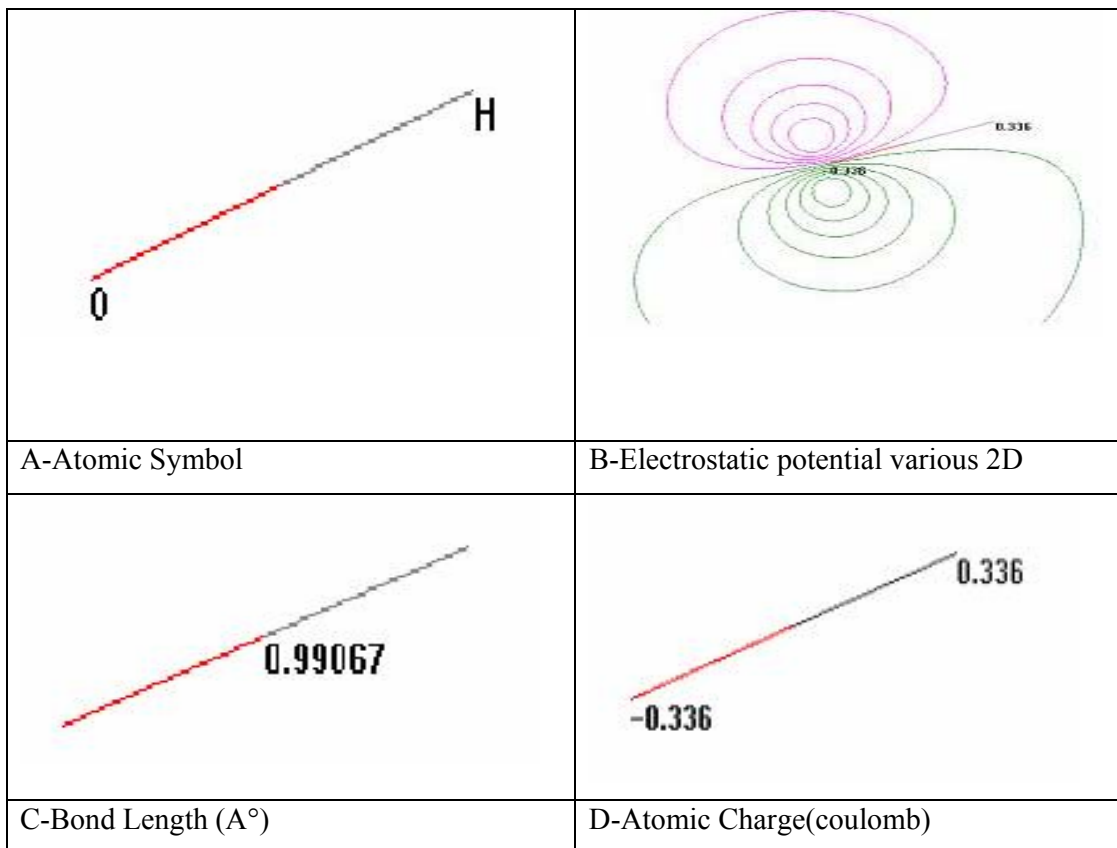 H
O
0.336
-0.336
A-Atomic Symbol
B-Electrostatic potential various 2D
0.99067
0.336
-0.336
C-Bond Length (A°)
D-Atomic Charge(coulomb)